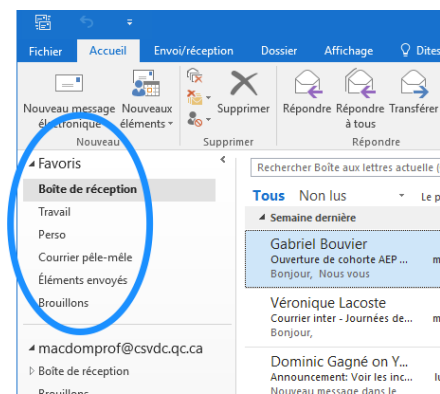 Fichier Accueil Envoi/réception Dossier Affichage Dites
Nouveau message électronique
Nouveaux éléments
Supprimer
Répondre Répondre à tous Transférer
Nouveau Supprimer Répondre
Favoris
Boîte de réception
Travail
Perso
Courrier pêle-mêle
Éléments envoyés
Brouillons
macdomprof@csvdc.qc.ca
Boîte de réception
Brouillons
Rechercher Boîte aux lettres actuelle (
Tous Non lus Le p
Semaine dernière
Gabriel Bouvier
Ouverture de cohorte AEP ... m
Bonjour, Nous vous
Véronique Lacoste
Courrier inter - Journées de... m
Bonjour,
Dominic Gagné on Y...
Announcement: Voir les inc... lu
Nouveau message dans le